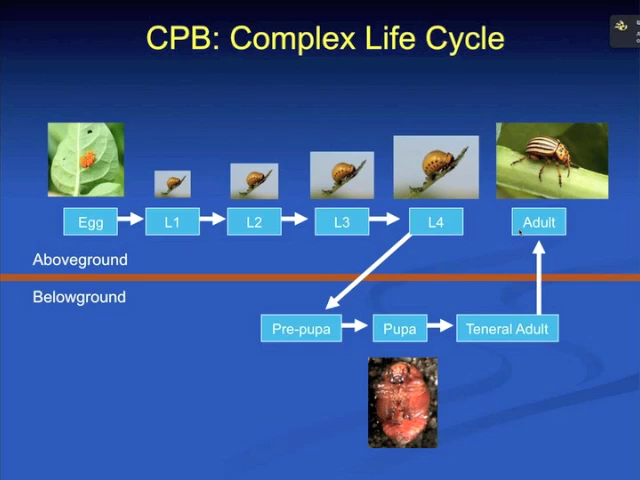 CPB: Complex Life Cycle
Egg
L1
L2
L3
L4
Adult
Aboveground
Belowground
Pre-pupa
Pupa
Teneral Adult